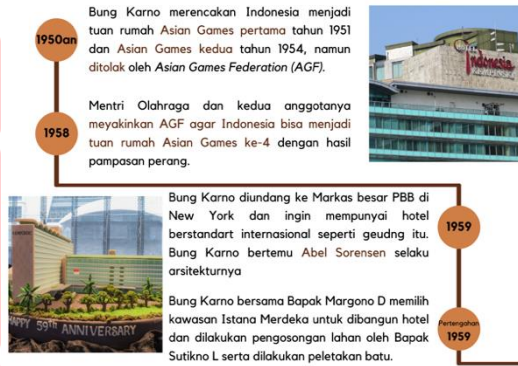 1950an
Bung Karno merencakan Indonesia menjadi
tuan rumah Asian Games pertama tahun 1951
dan Asian Games kedua tahun 1954, namun
ditolak oleh Asian Games Federation (AGF).
1958
Mentri Olahraga dan kedua anggotanya
meyakinkan AGF agar Indonesia bisa menjadi
tuan rumah Asian Games ke-4 dengan hasil
pampasan perang.
Indonesia
Bung Karno diundang ke Markas besar PBB di
New York dan ingin mempunyai hotel
berstandart internasional seperti geudng itu.
Bung Karno bertemu Abel Sorensen selaku
arsitekturnya
1959
Bung Karno bersama Bapak Margono D memilih
kawasan Istana Merdeka untuk dibangun hotel
dan dilakukan pengosongan lahan oleh Bapak
Sutikno L serta dilakukan peletakan batu.
Pertengahan
1959
HAPPY 59TH ANNIVERSARY